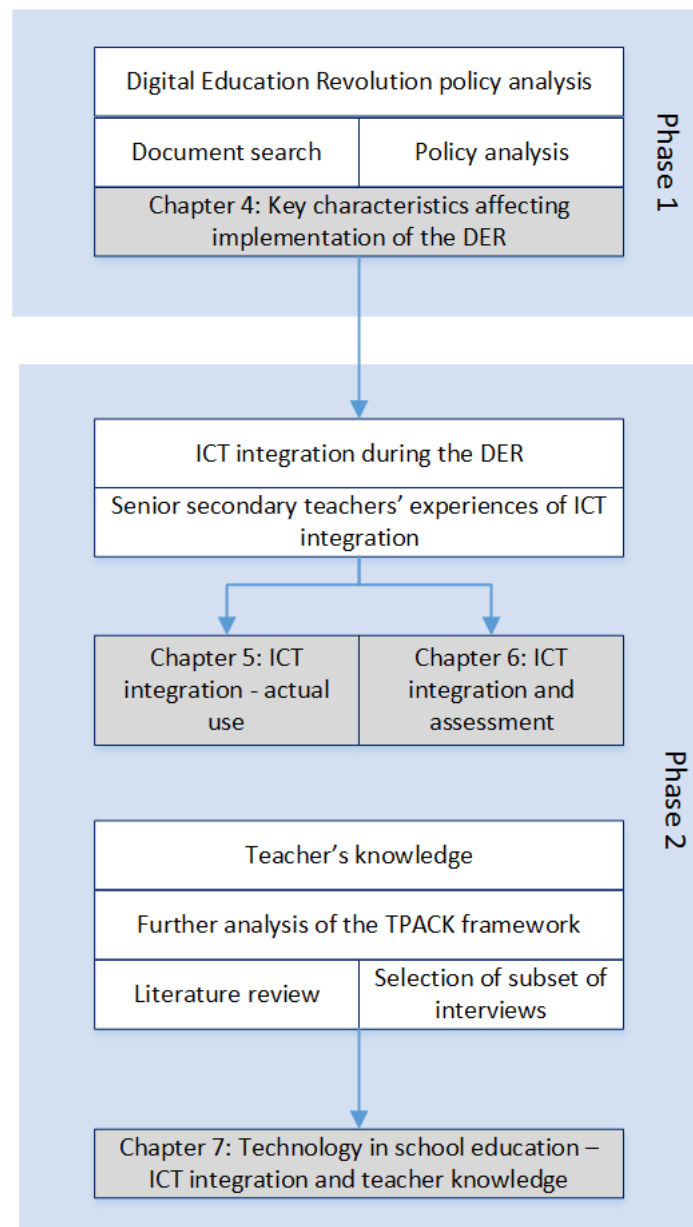 Digital Education Revolution policy analysis
Document search
Policy analysis
Chapter 4: Key characteristics affecting
implementation of the DER
Phase 1
ICT integration during the DER
Senior secondary teachers’ experiences of ICT
integration
Chapter 5: ICT
integration - actual
use
Chapter 6: ICT
integration and
assessment
Phase 2
Teacher’s knowledge
Further analysis of the TPACK framework
Literature review
Selection of subset of
interviews
Chapter 7: Technology in school education –
ICT integration and teacher knowledge